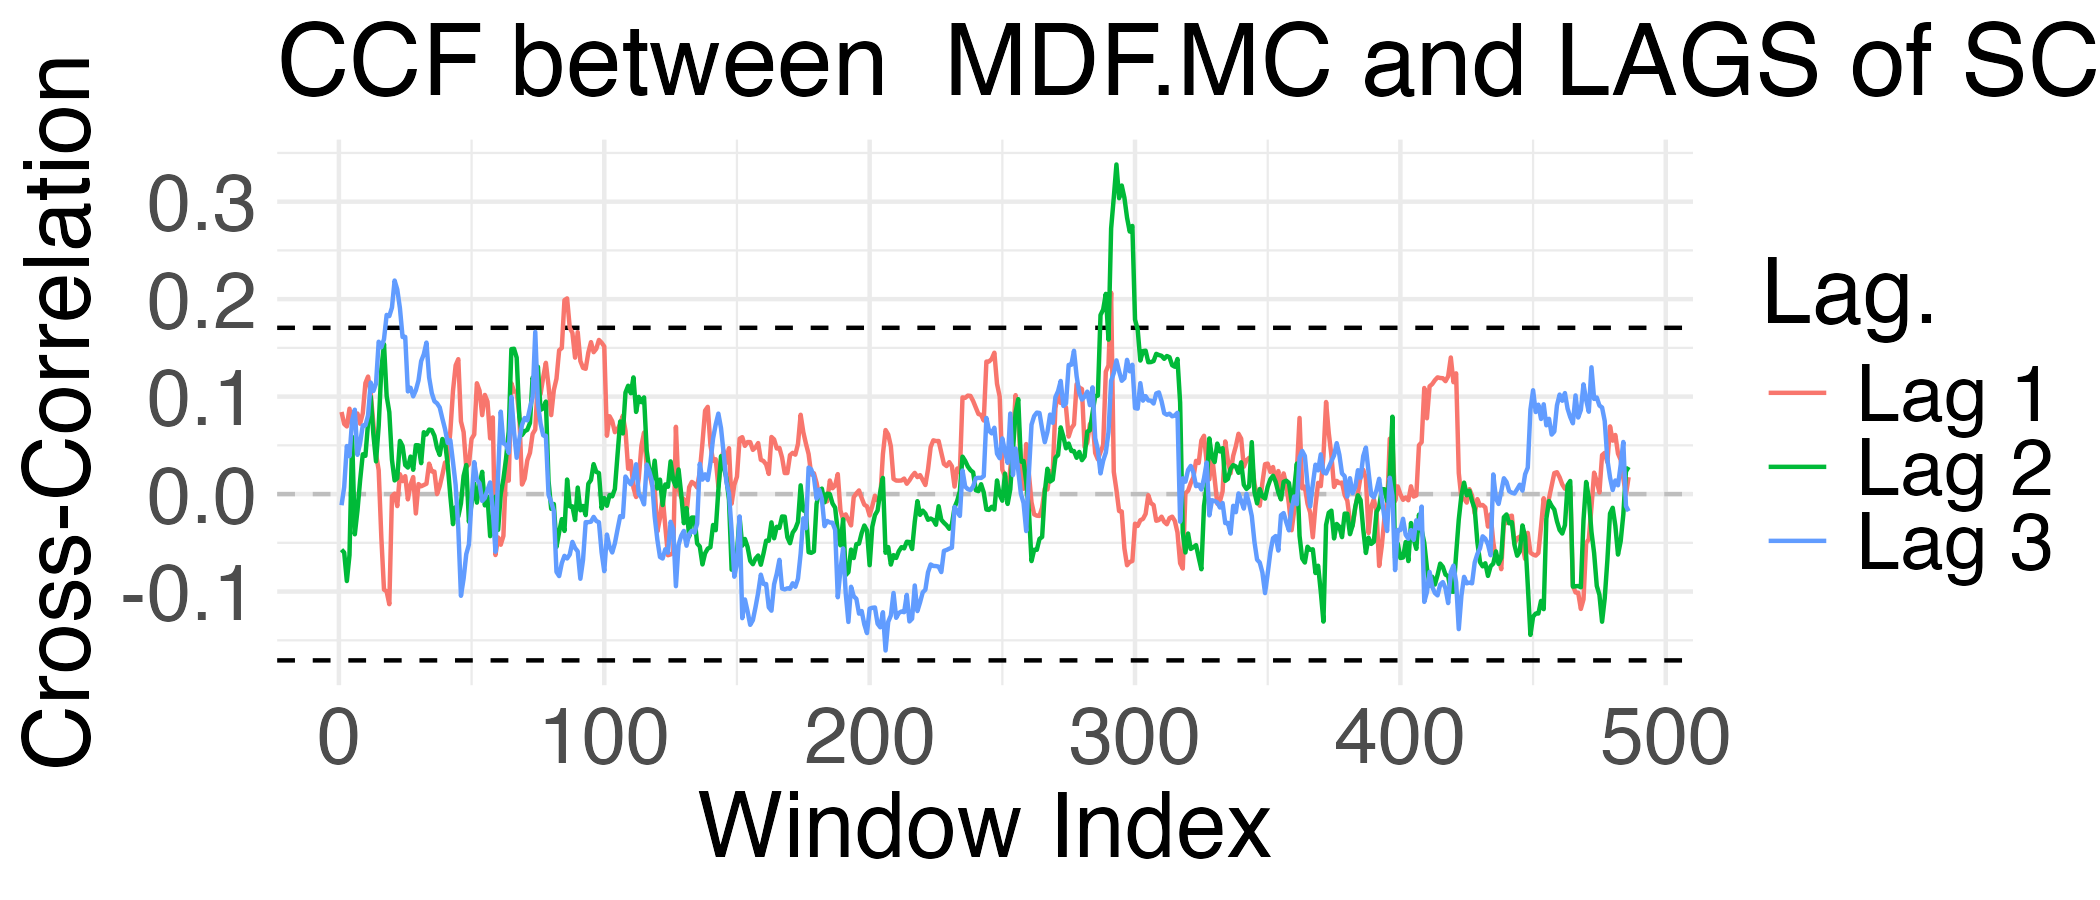 CCF between MDF.MC and LAGS of SC
Cross-Correlation
0.3
0.2
0.1
0.0
-0.1
0 100 200 300 400 500
Window Index
Lag.
Lag 1
Lag 2
Lag 3